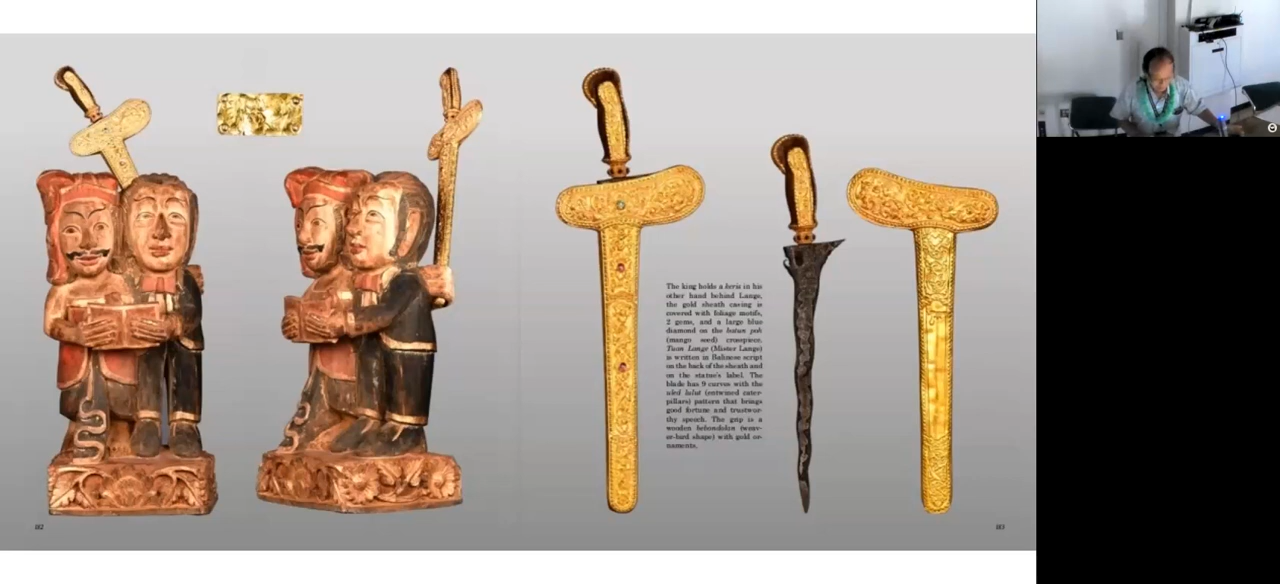 The king holds a keris in his
other hand behind Lange,
the gold sheath casing is
covered with foliage motifs,
2 gems, and a large blue
diamond on the batun poh
(mango seed) crosspiece.
Tuan Lange (Mister Lange)
is written in Balinese script
on the back of the sheath and
on the statue's label. The
blade has 9 curves with the
uled lulut (entwined cater-
pillars) pattern that brings
good fortune and trustwor-
thy speech. The grip is a
wooden bebondolan (weav-
er-bird shape) with gold or-
naments.
182
183